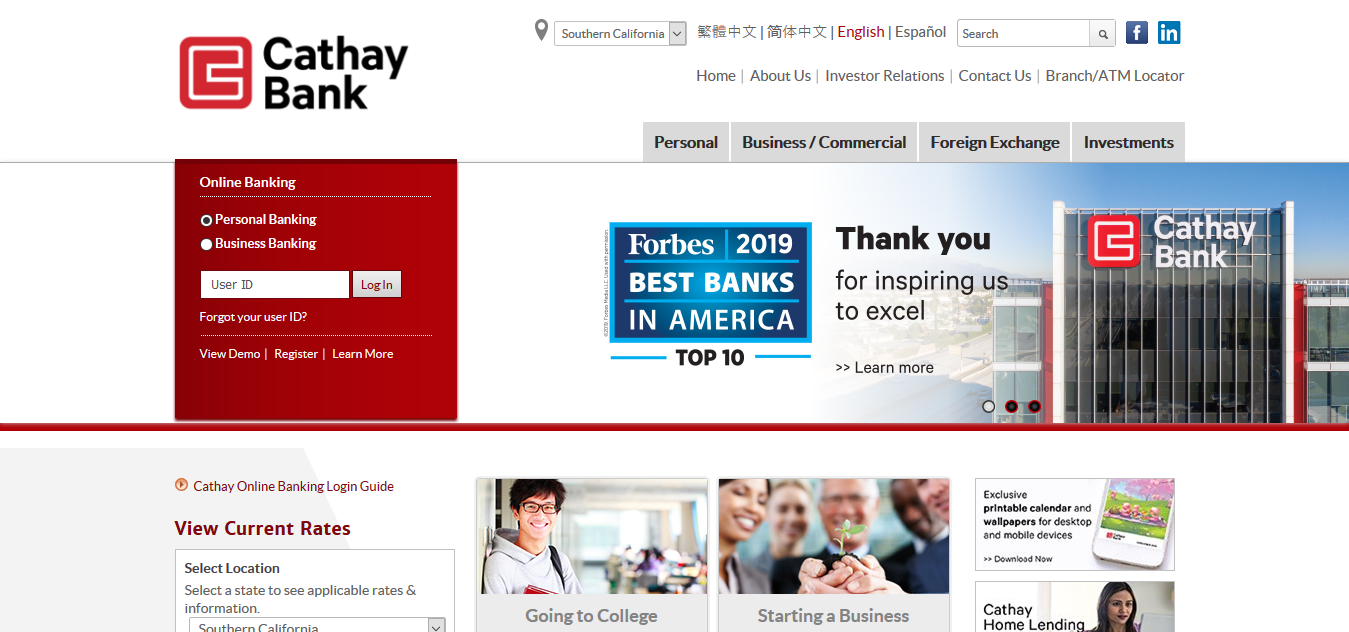 Cathay
Bank
Southern California
繁體中文 | 简体中文 | English | Español
Search
Home | About Us | Investor Relations | Contact Us | Branch/ATM Locator
Personal
Business / Commercial
Foreign Exchange
Investments
Online Banking
Personal Banking
Business Banking
User ID
Log In
Forgot your user ID?
View Demo | Register | Learn More
©2019 Forbes Media LLC. Used with permission.
Forbes 2019
BEST BANKS
IN AMERICA
TOP 10
Thank you
for inspiring us
to excel
>> Learn more
Cathay
Bank
Cathay Online Banking Login Guide
View Current Rates
Select Location
Select a state to see applicable rates &
information.
Southern California
Going to College
Starting a Business
Exclusive
printable calendar and
wallpapers for desktop
and mobile devices
>> Download Now
Cathay
Home Lending